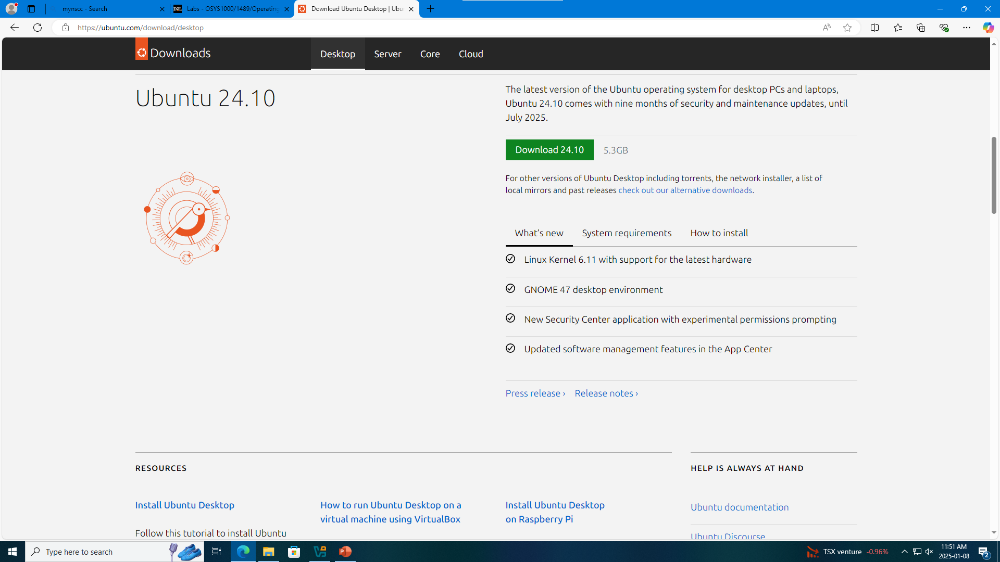 mynscc - Search
D2L Labs - OSYS1000/1489/Operating
Download Ubuntu Desktop | Ubu
https://ubuntu.com/download/desktop
Downloads
Desktop
Server
Core
Cloud
Ubuntu 24.10
The latest version of the Ubuntu operating system for desktop PCs and laptops,
Ubuntu 24.10 comes with nine months of security and maintenance updates, until
July 2025.
Download 24.10
5.3GB
For other versions of Ubuntu Desktop including torrents, the network installer, a list of
local mirrors and past releases check out our alternative downloads.
What's new
System requirements
How to install
Linux Kernel 6.11 with support for the latest hardware
GNOME 47 desktop environment
New Security Center application with experimental permissions prompting
Updated software management features in the App Center
Press release ›
Release notes ›
RESOURCES
HELP IS ALWAYS AT HAND
Install Ubuntu Desktop
How to run Ubuntu Desktop on a
virtual machine using VirtualBox
Install Ubuntu Desktop
on Raspberry Pi
Ubuntu documentation
Follow this tutorial to install Ubuntu
Ubuntu Discourse
Type here to search
TSX venture -0.96%
11:51 AM
2025-01-08
2